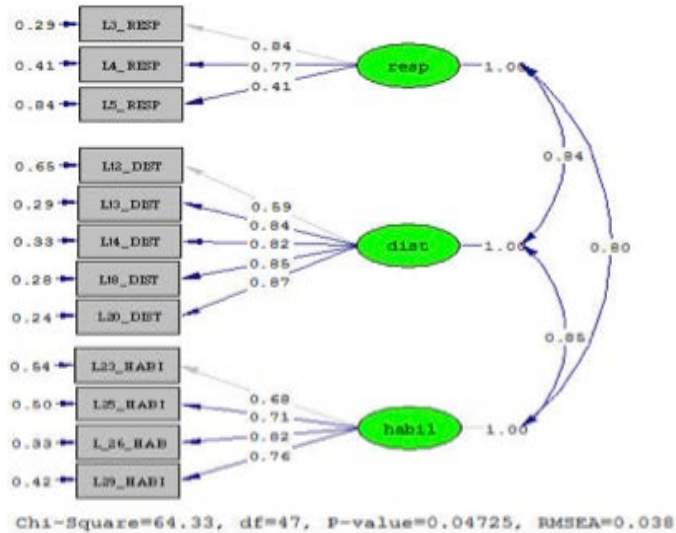 0.29 L3_RESP
0.84
0.41 L4_RESP 0.77 resp 1.00
0.41
0.84 L5_RESP
0.94
0.65 L12_DIST
0.59
0.29 L13_DIST
0.84
0.33 L14_DIST 0.82 dist 1.00 0.80
0.85
0.28 L18_DIST
0.87
0.24 L20_DIST
0.85
0.54 L23_HABI
0.68
0.50 L25_HABI
0.71
habil 1.00
0.82
0.33 L_26_HAB
0.76
0.42 L29_HABI
Chi-Square=64.33, df=47, P-value=0.04725, RMSEA=0.038